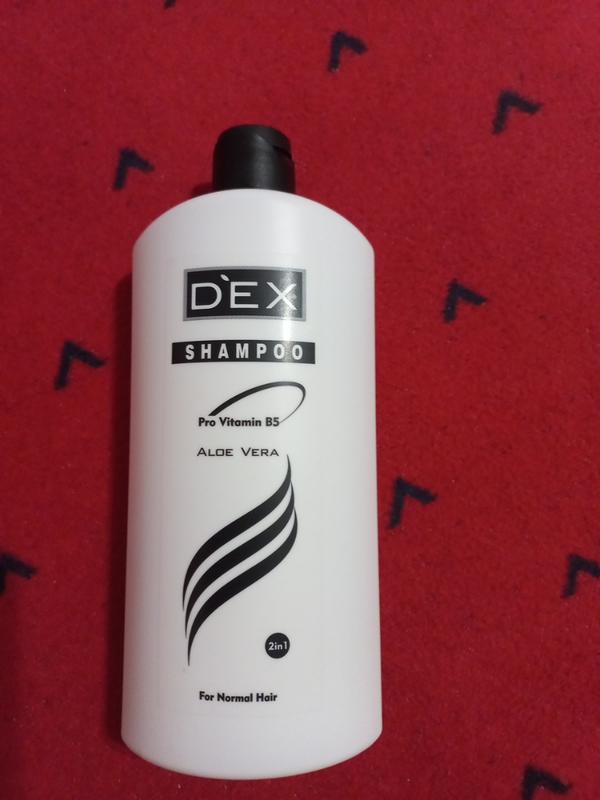 D'EX
SHAMPOO
Pro Vitamin B5
ALOE VERA
2in1
For Normal Hair